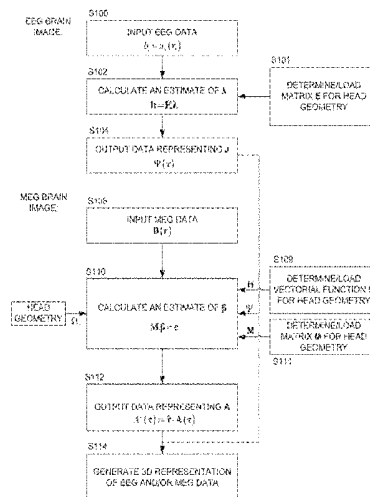 EEG BRAIN
IMAGE:
S100
INPUT EEG DATA
S101
DETERMINE/LOAD
MATRIX FOR HEAD
GEOMETRY
S102
CALCULATE AN ESTIMATE OF
S104
OUTPUT DATA REPRESENTING
Ψ(τ)
MEG BRAIN
IMAGE:
INPUT MEG DATA
B(r)
S109
DETERMINE/LOAD
VECTORIAL FUNCTION
FOR HEAD GEOMETRY
S110
CALCULATE AN ESTIMATE OF
HEAD
GEOMETRY
DETERMINE/LOAD
MATRIX M FOR HEAD
GEOMETRY
M
S112
OUTPUT DATA REPRESENTING A
S114
GENERATE 3D REPRESENTATION
OF EEG AND/OR MEG DATA